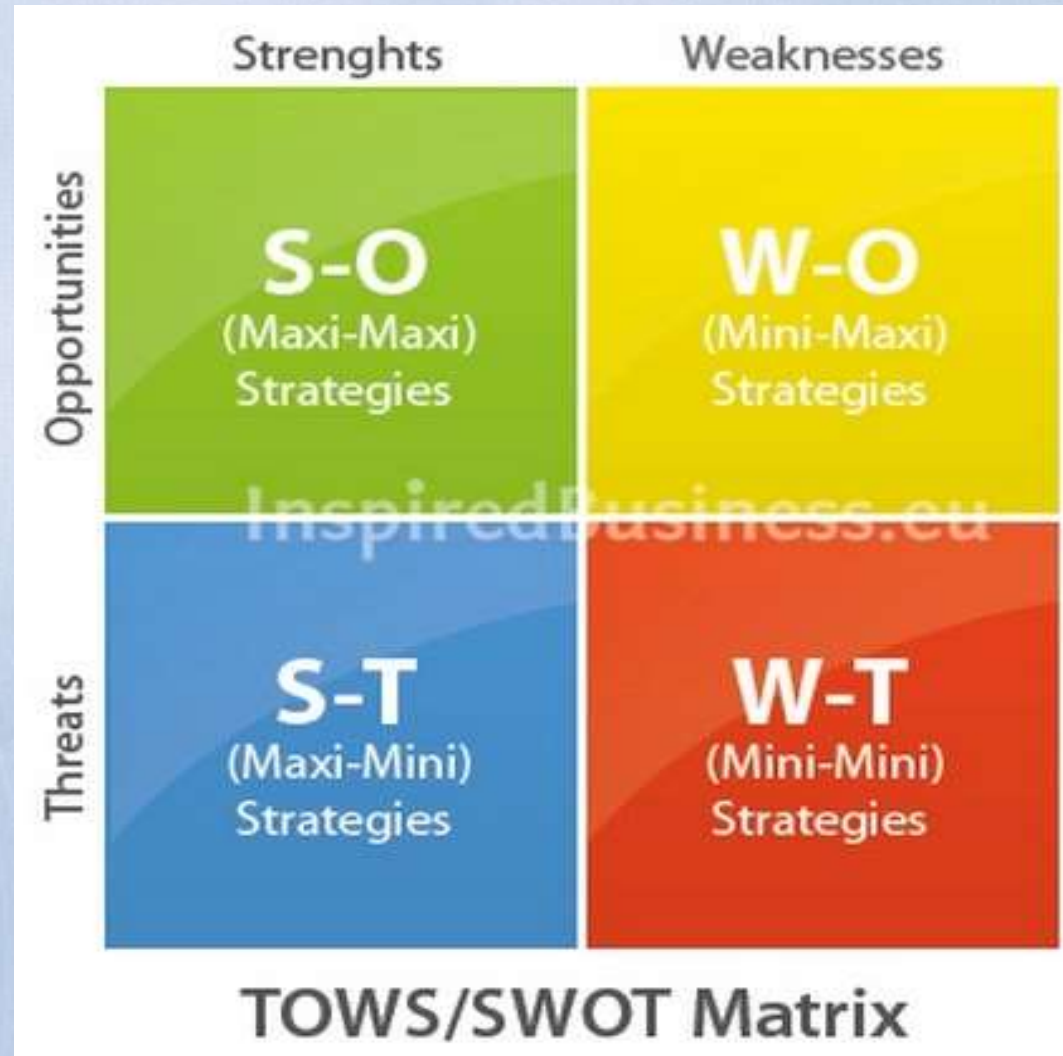 Strenghts
Weaknesses
Opportunities
S-O
(Maxi-Maxi)
Strategies
W-O
(Mini-Maxi)
Strategies
InspiredBusiness.eu
Threats
S-T
(Maxi-Mini)
Strategies
W-T
(Mini-Mini)
Strategies
TOWS/SWOT Matrix